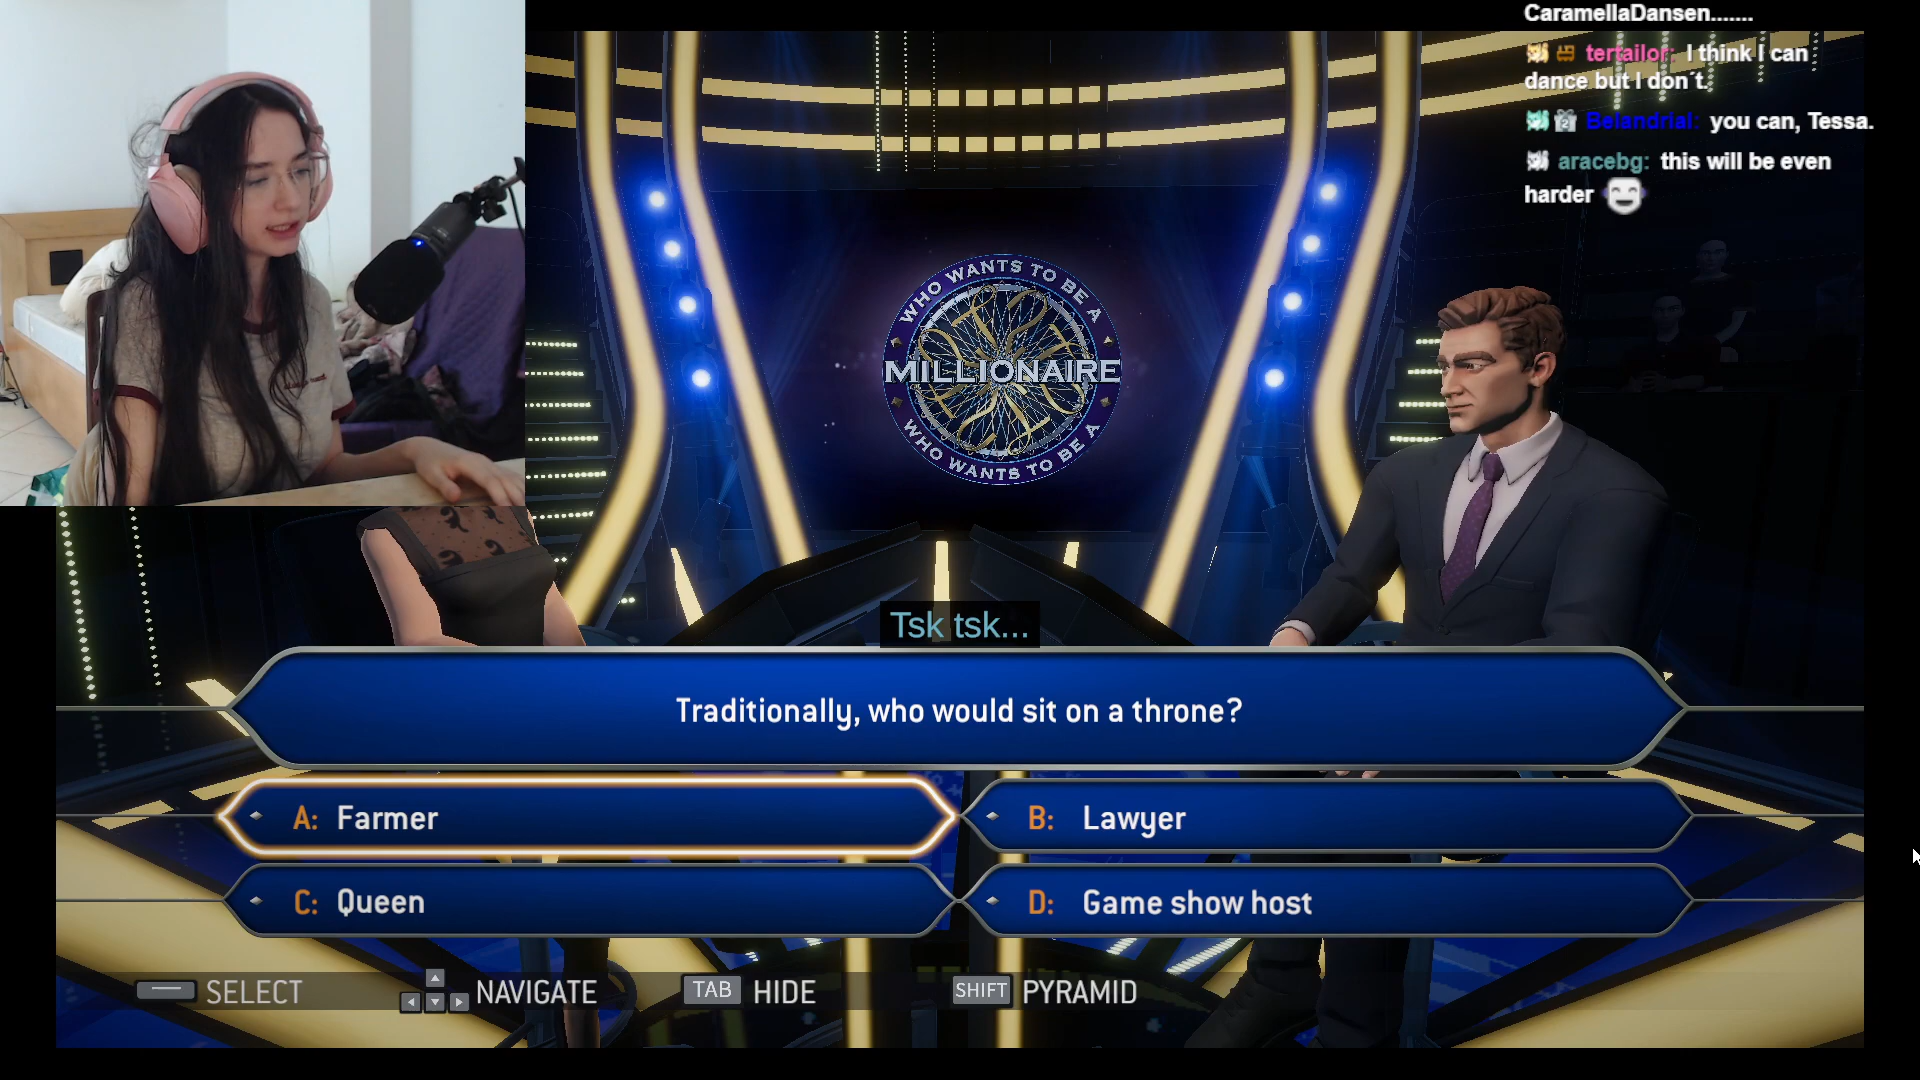 CaramellaDansen.......
tertailor: I think I can
dance but I don´t.
Belandrial: you can, Tessa.
aracebg: this will be even
harder
WHO WANTS TO BE A
MILLIONAIRE
WHO WANTS TO BE A
Tsk tsk...
Traditionally, who would sit on a throne?
A: Farmer
B: Lawyer
C: Queen
D: Game show host
SELECT
NAVIGATE
TAB HIDE
SHIFT PYRAMID